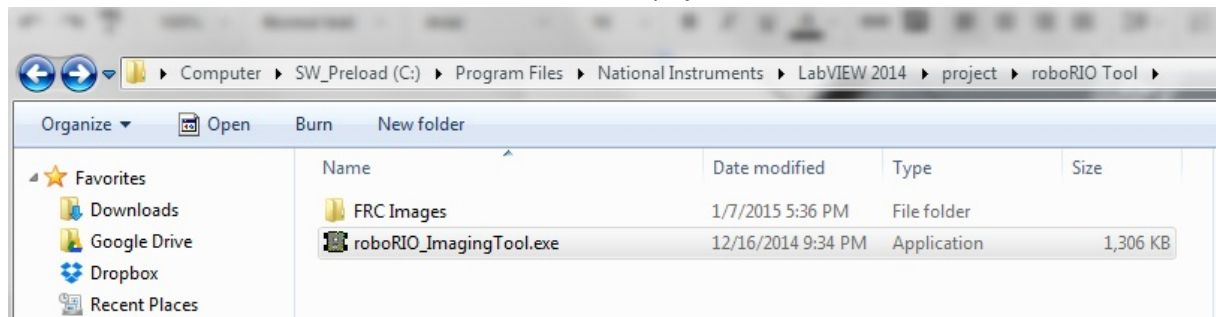 Computer SW_Preload (C:) Program Files National Instruments LabVIEW 2014 project roboRIO Tool
Organize Open Burn New folder
Favorites Name Date modified Type Size
Downloads FRC Images 1/7/2015 5:36 PM File folder
Google Drive roboRIO_ImagingTool.exe 12/16/2014 9:34 PM Application 1,306 KB
Dropbox
Recent Places